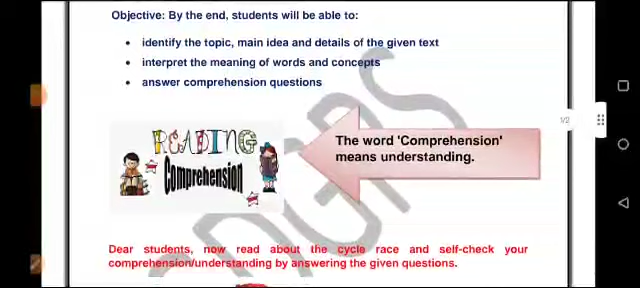 Objective: By the end, students will be able to:
• identify the topic, main idea and details of the given text
• interpret the meaning of words and concepts
• answer comprehension questions
READING
Comprehension
The word 'Comprehension'
means understanding.
1/2
Dear students, now read about the cycle race and self-check your
comprehension/understanding by answering the given questions.